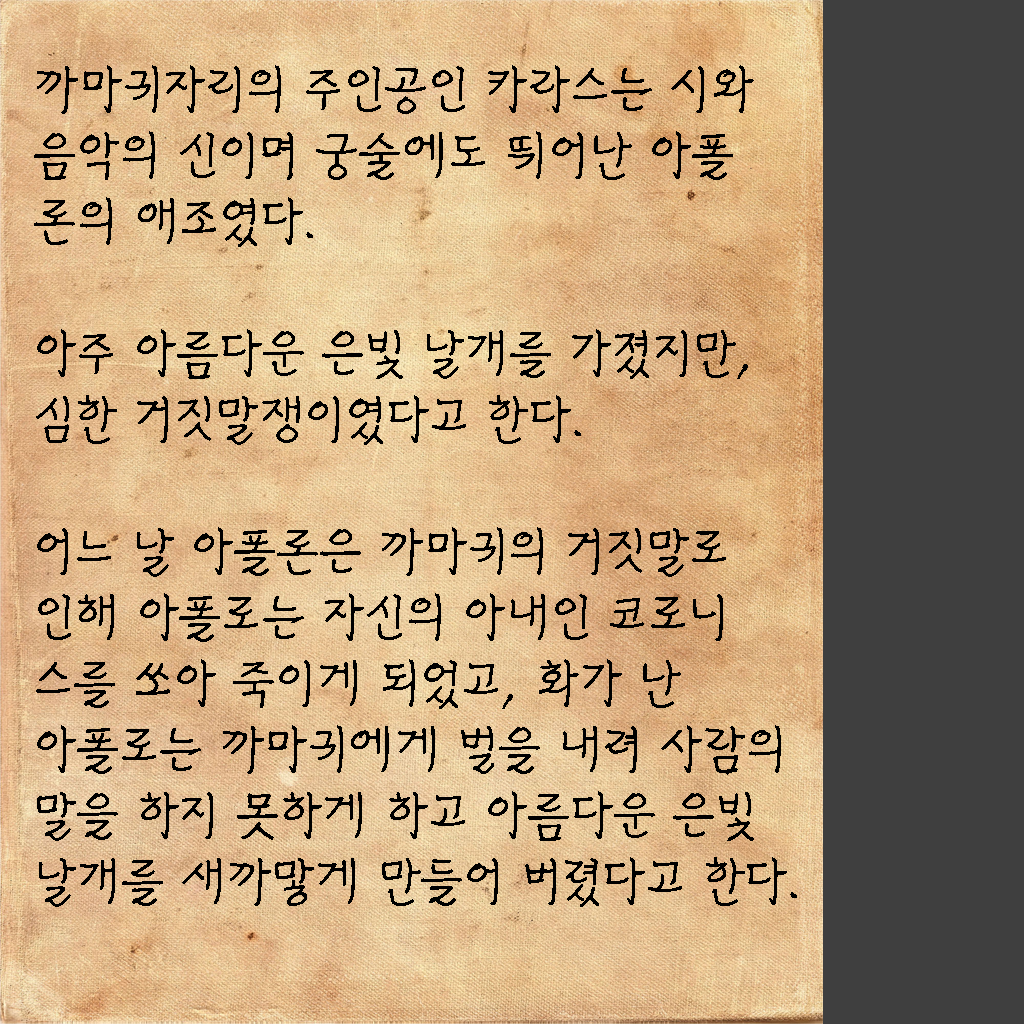 까마귀자리의 주인공인 카라스는 시와
음악의 신이며 궁술에도 뛰어난 아폴
론의 애조였다.
아주 아름다운 은빛 날개를 가졌지만,
심한 거짓말쟁이였다고 한다.
어느 날 아폴론은 까마귀의 거짓말로
인해 아폴로는 자신의 아내인 코로니
스를 쏘아 죽이게 되었고, 화가 난
아폴로는 까마귀에게 벌을 내려 사람의
말을 하지 못하게 하고 아름다운 은빛
날개를 새까맣게 만들어 버렸다고 한다.